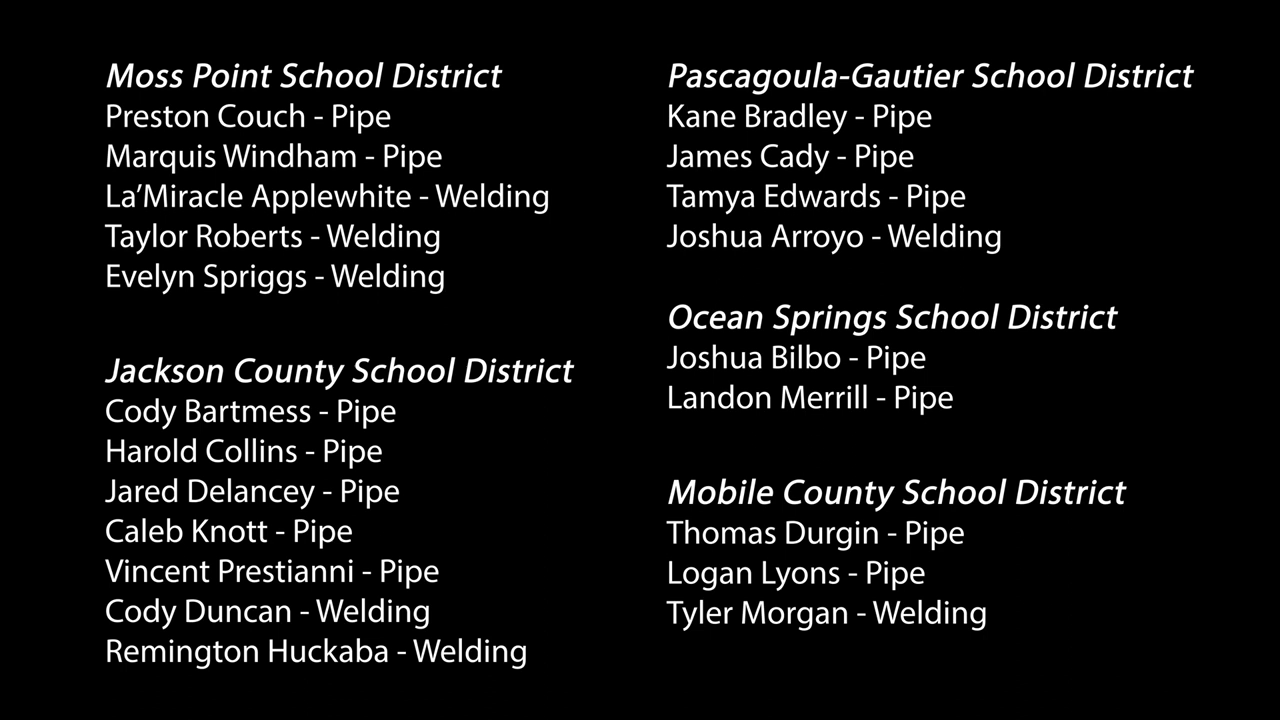 Moss Point School District
Preston Couch - Pipe
Marquis Windham - Pipe
La’Miracle Applewhite - Welding
Taylor Roberts - Welding
Evelyn Spriggs - Welding
Jackson County School District
Cody Bartmess - Pipe
Harold Collins - Pipe
Jared Delancey - Pipe
Caleb Knott - Pipe
Vincent Prestianni - Pipe
Cody Duncan - Welding
Remington Huckaba - Welding
Pascagoula-Gautier School District
Kane Bradley - Pipe
James Cady - Pipe
Tamya Edwards - Pipe
Joshua Arroyo - Welding
Ocean Springs School District
Joshua Bilbo - Pipe
Landon Merrill - Pipe
Mobile County School District
Thomas Durgin - Pipe
Logan Lyons - Pipe
Tyler Morgan - Welding